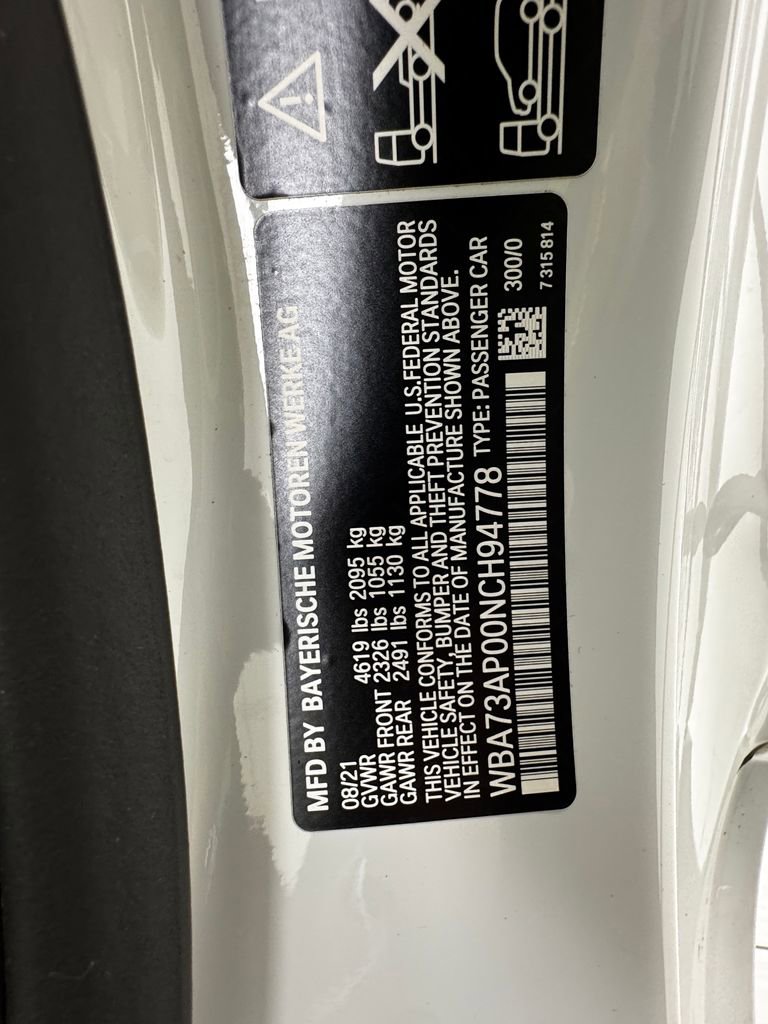 MFD BY BAYERISCHE MOTOREN WERKE AG
08/21
GVWR 4619 lbs 2095 kg
GAWR FRONT 2326 lbs 1055 kg
GAWR REAR 2491 lbs 1130 kg
THIS VEHICLE CONFORMS TO ALL APPLICABLE U.S.FEDERAL MOTOR
VEHICLE SAFETY, BUMPER AND THEFT PREVENTION STANDARDS
IN EFFECT ON THE DATE OF MANUFACTURE SHOWN ABOVE.
WBA73AP00NCH94778 TYPE: PASSENGER CAR
300/0
7 315 814